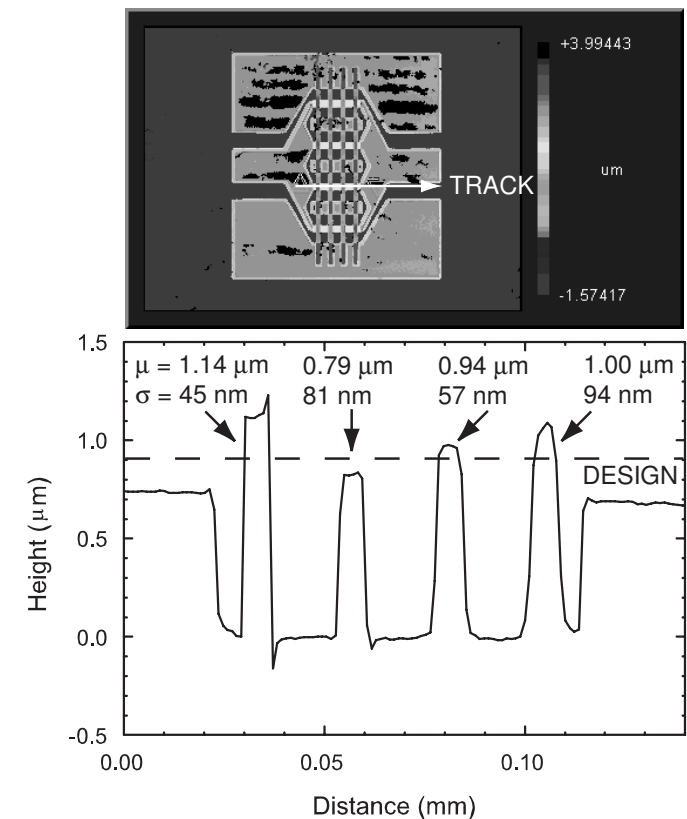 +3.99443
um
TRACK
-1.57417
1.5
μ = 1.14 μm 0.79 μm 0.94 μm 1.00 μm
σ = 45 nm 81 nm 57 nm 94 nm
1.0
DESIGN
0.5
0.0
-0.5
Height (μm)
0.00 0.05 0.10
Distance (mm)